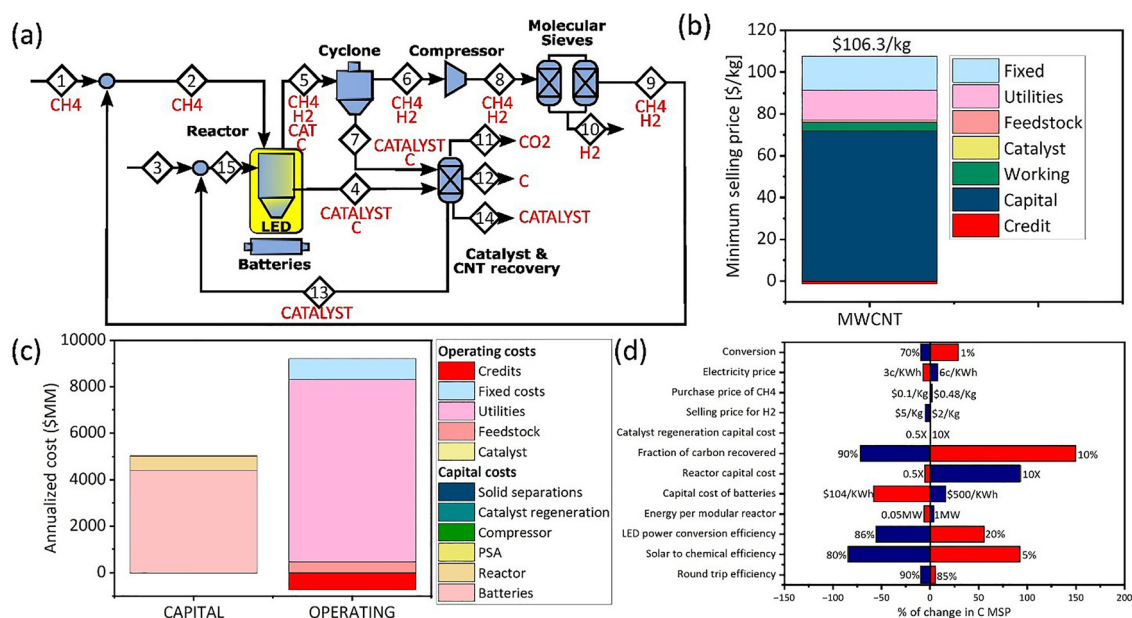 (a)
Cyclone
Compressor
Molecular
Sieves
1
CH4
2
CH4
5
CH4
H2
CAT
C
6
CH4
H2
8
CH4
H2
9
CH4
H2
10
H2
Reactor
7
CATALYST
C
11
CO2
3
15
4
CATALYST
C
12
C
14
CATALYST
LED
Batteries
Catalyst &
CNT recovery
13
CATALYST
(b)
Minimum selling price [$/kg]
120
100
80
60
40
20
0
$106.3/kg
MWCNT
Fixed
Utilities
Feedstock
Catalyst
Working
Capital
Credit
(c)
Annualized cost ($MM)
10000
8000
6000
4000
2000
0
CAPITAL
OPERATING
Operating costs
Credits
Fixed costs
Utilities
Feedstock
Catalyst
Capital costs
Solid separations
Catalyst regeneration
Compressor
PSA
Reactor
Batteries
(d)
Conversion 70% 1%
Electricity price 3c/KWh 6c/KWh
Purchase price of CH4 $0.1/Kg $0.48/Kg
Selling price for H2 $5/Kg $2/Kg
Catalyst regeneration capital cost 0.5X 10X
Fraction of carbon recovered 90% 10%
Reactor capital cost 0.5X 10X
Capital cost of batteries $104/KWh $500/KWh
Energy per modular reactor 0.05MW 1MW
LED power conversion efficiency 86% 20%
Solar to chemical efficiency 80% 5%
Round trip efficiency 90% 85%
−150 −100 −50 0 50 100 150 200
% of change in C MSP